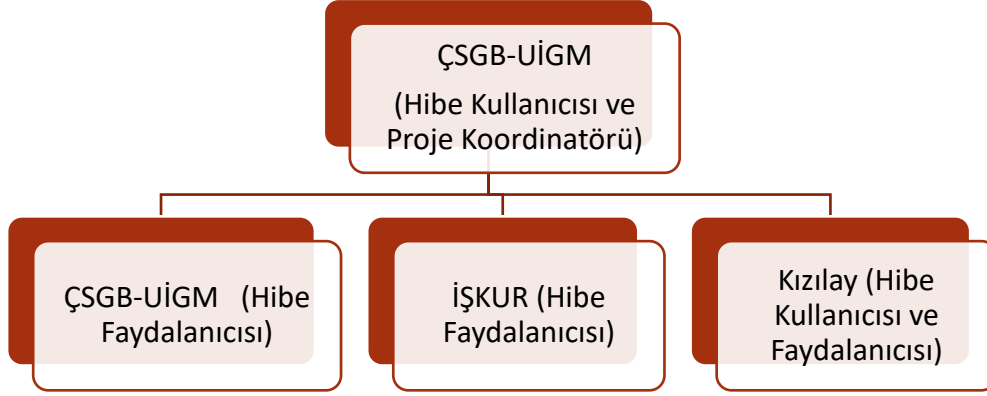 ÇSGB-UİGM
(Hibe Kullanıcısı ve
Proje Koordinatörü)
ÇSGB-UİGM (Hibe
Faydalanıcısı)
İŞKUR (Hibe
Faydalanıcısı)
Kızılay (Hibe
Kullanıcısı ve
Faydalanıcısı)